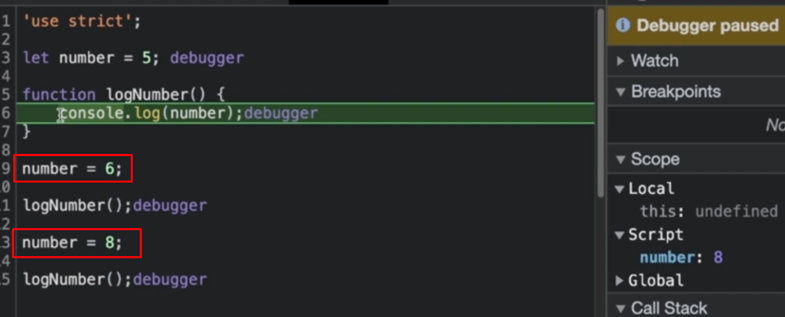 1 'use strict';
2
3 let number = 5; debugger
4
5 function logNumber() {
6 console.log(number);debugger
7 }
8
9 number = 6;
0
1 logNumber();debugger
2
3 number = 8;
4
5 logNumber();debugger
Debugger paused
Watch
Breakpoints
No
Scope
Local
this: undefined
Script
number: 8
Global
Call Stack